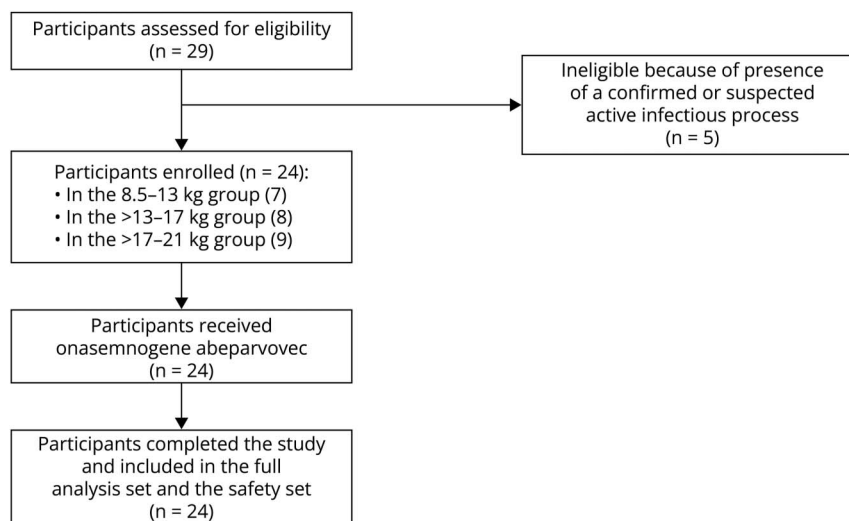 Participants assessed for eligibility
(n = 29)
Ineligible because of presence
of a confirmed or suspected
active infectious process
(n = 5)
Participants enrolled (n = 24):
• In the 8.5–13 kg group (7)
• In the >13–17 kg group (8)
• In the >17–21 kg group (9)
Participants received
onasemnogene abeparvovec
(n = 24)
Participants completed the study
and included in the full
analysis set and the safety set
(n = 24)